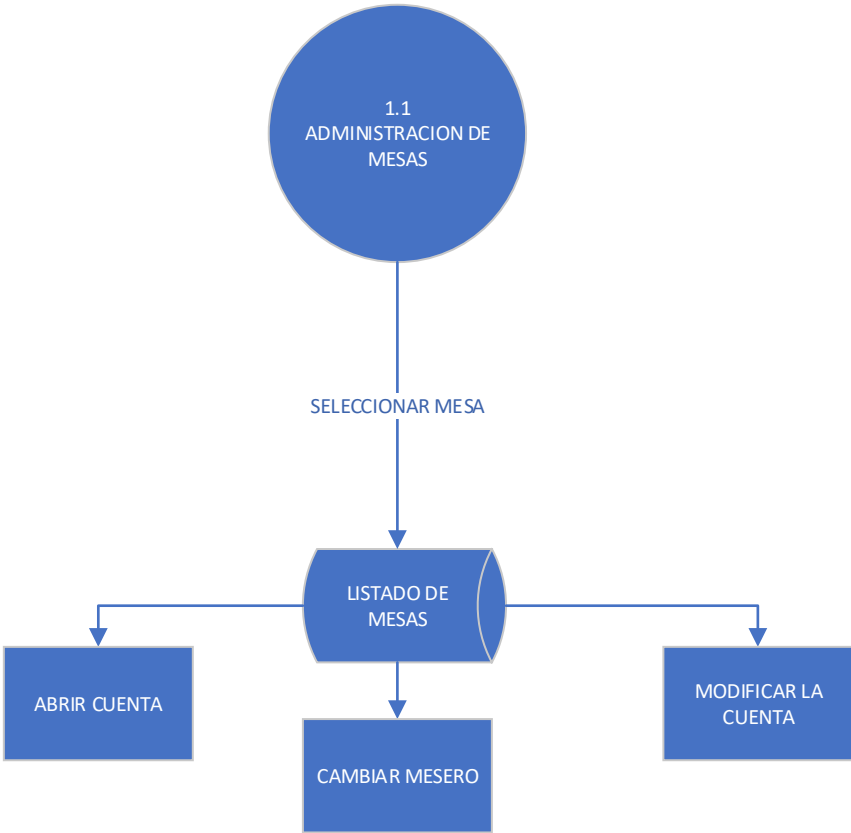 1.1
ADMINISTRACION DE
MESAS
SELECCIONAR MESA
LISTADO DE
MESAS
ABRIR CUENTA
CAMBIAR MESERO
MODIFICAR LA
CUENTA